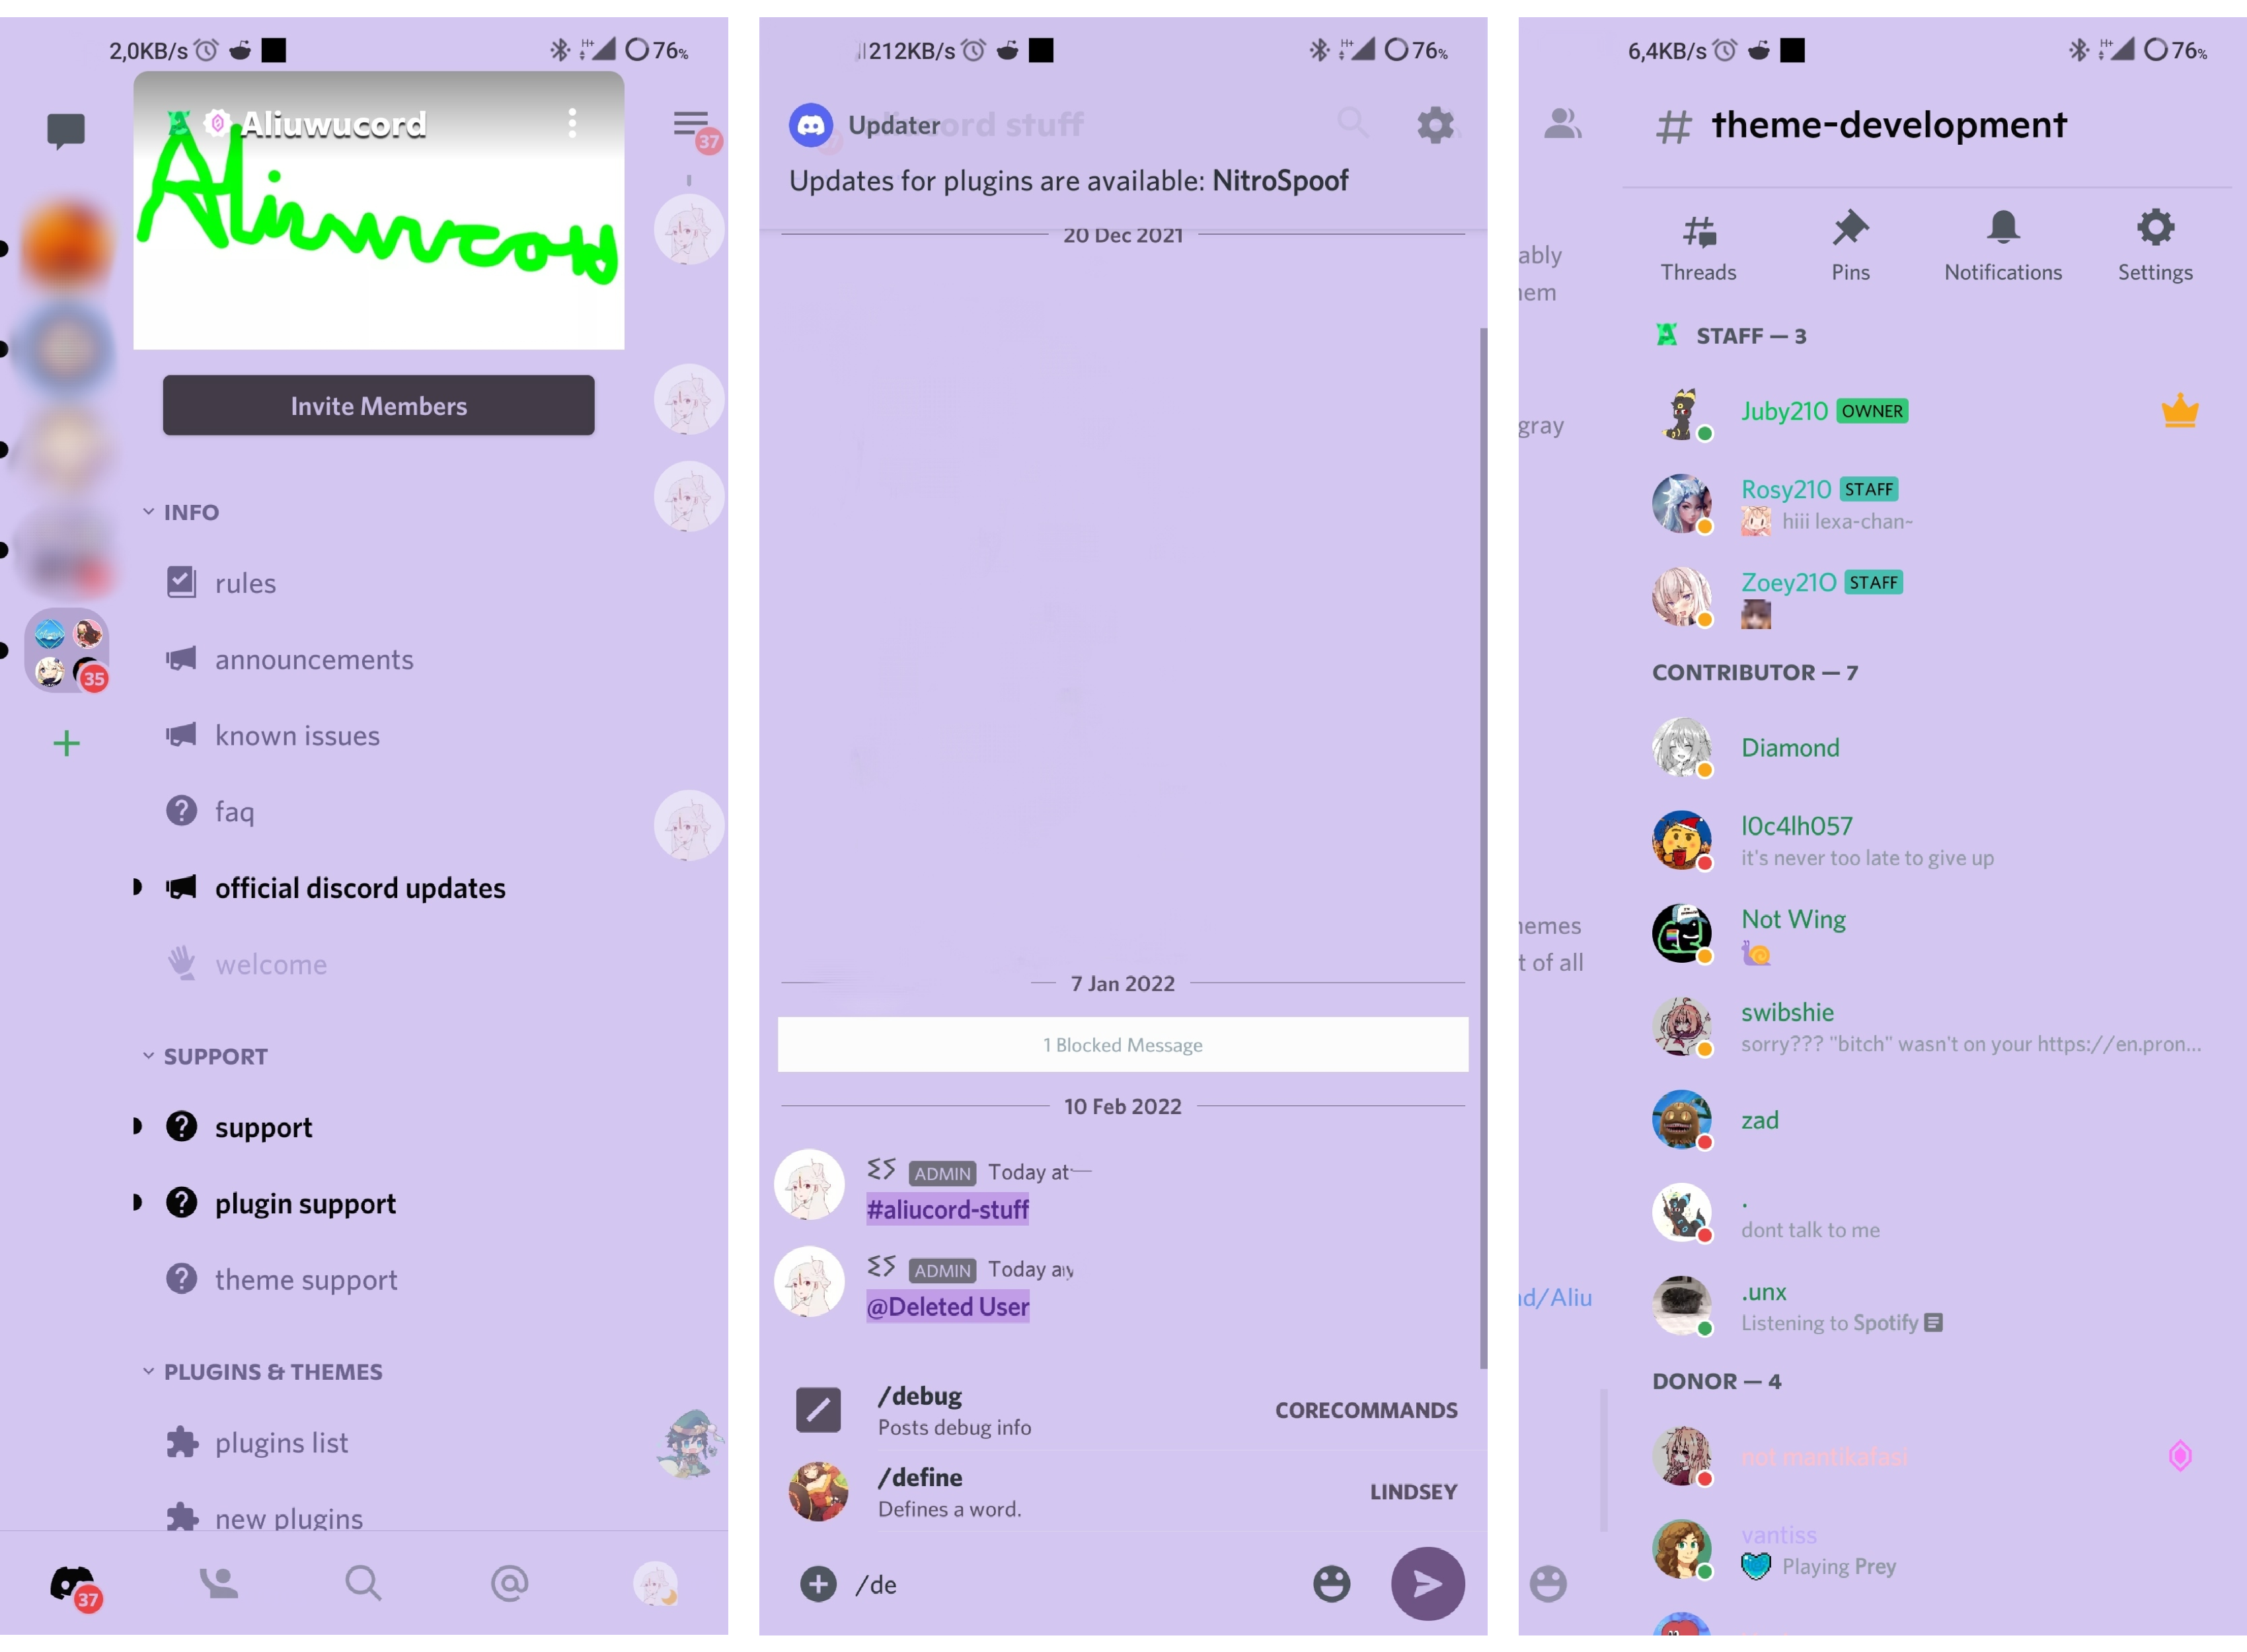 2,0KB/s
76%
Aliuwucord
37
Aliuwucord
Invite Members
INFO
rules
announcements
known issues
faq
official discord updates
welcome
35
SUPPORT
support
plugin support
theme support
PLUGINS & THEMES
plugins list
new plugins
37
212KB/s
76%
Updater
cord stuff
Updates for plugins are available: NitroSpoof
20 Dec 2021
7 Jan 2022
1 Blocked Message
10 Feb 2022
ADMIN Today at
#aliucord-stuff
ADMIN Today
@Deleted User
/debug
Posts debug info
CORECOMMANDS
/define
Defines a word.
LINDSEY
/de
6,4KB/s
76%
# theme-development
Threads
Pins
Notifications
Settings
ably
gray
t of all
d/Aliu
STAFF — 3
Juby210 OWNER
Rosy210 STAFF
hiii lexa-chan~
Zoey21O STAFF
CONTRIBUTOR — 7
Diamond
l0c4lh057
it's never too late to give up
Not Wing
swibshie
sorry??? "bitch" wasn't on your https://en.pron...
zad
.
dont talk to me
.unx
Listening to Spotify
DONOR — 4
not mantikafasi
vantiss
Playing Prey